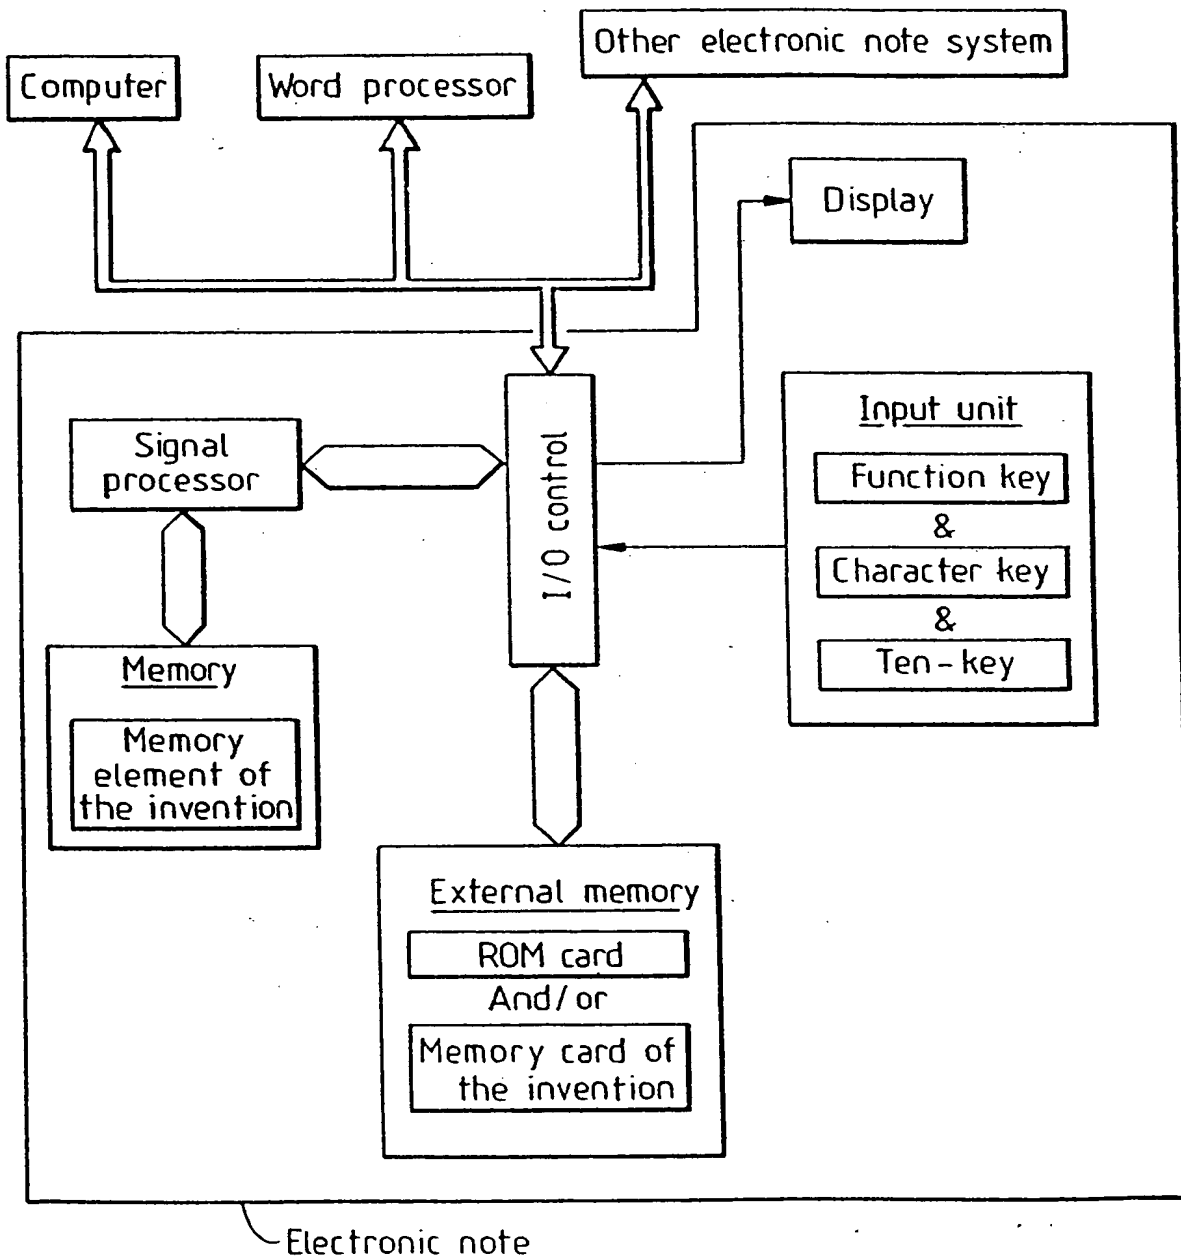 Other electronic note system
Computer
Word processor
Display
Input unit
Function key
&
Character key
&
Ten-key
Signal
processor
I/O control
Memory
Memory
element of
the invention
External memory
ROM card
And/or
Memory card of
the invention
Electronic note